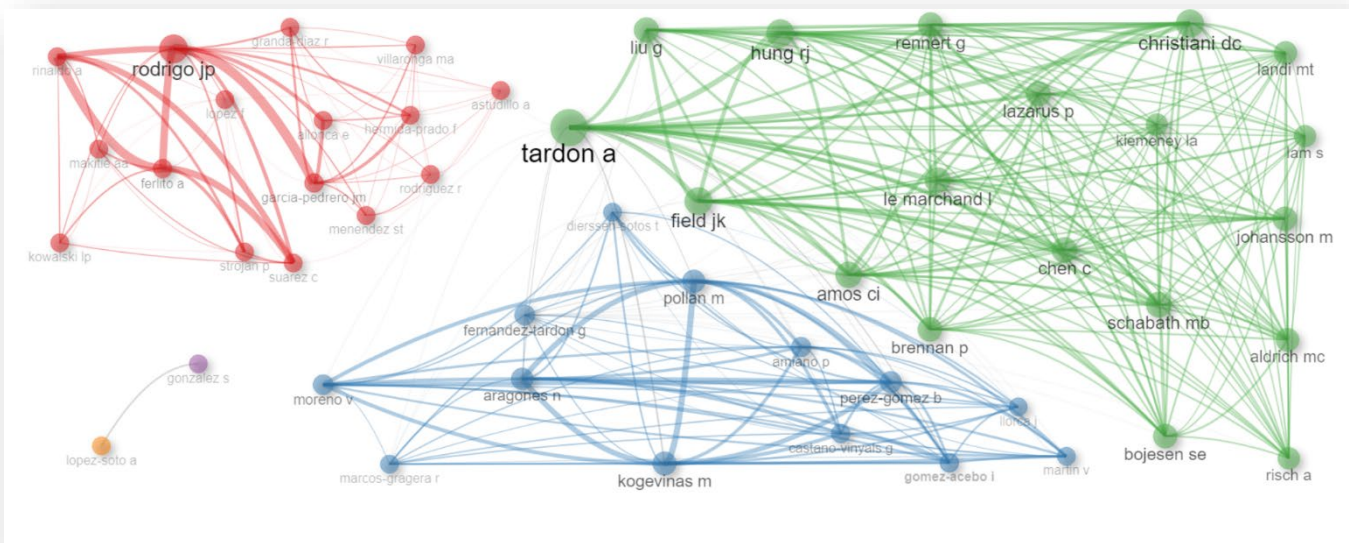 granda-diaz r
villaronga ma
rinaldo a
rodrigo jp
astudillo a
lopez f
allonca e
hermida-prado f
makitie aa
ferlito a
garcia-pedrero jm
rodriguez r
menendez st
kowalski lp
strojan p
suarez c
liu g
hung rj
rennert g
christiani dc
landi mt
lazarus p
kiemeney la
lam s
tardon a
le marchand l
field jk
johansson m
chen c
amos ci
schabath mb
brennan p
aldrich mc
bojesen se
risch a
dierssen-sotos t
pollan m
fernandez-tardon g
amiano p
moreno v
aragones n
perez-gomez b
llorca j
castano-vinyals g
marcos-gragera r
kogevinas m
gomez-acebo i
martin v
gonzalez s
lopez-soto a